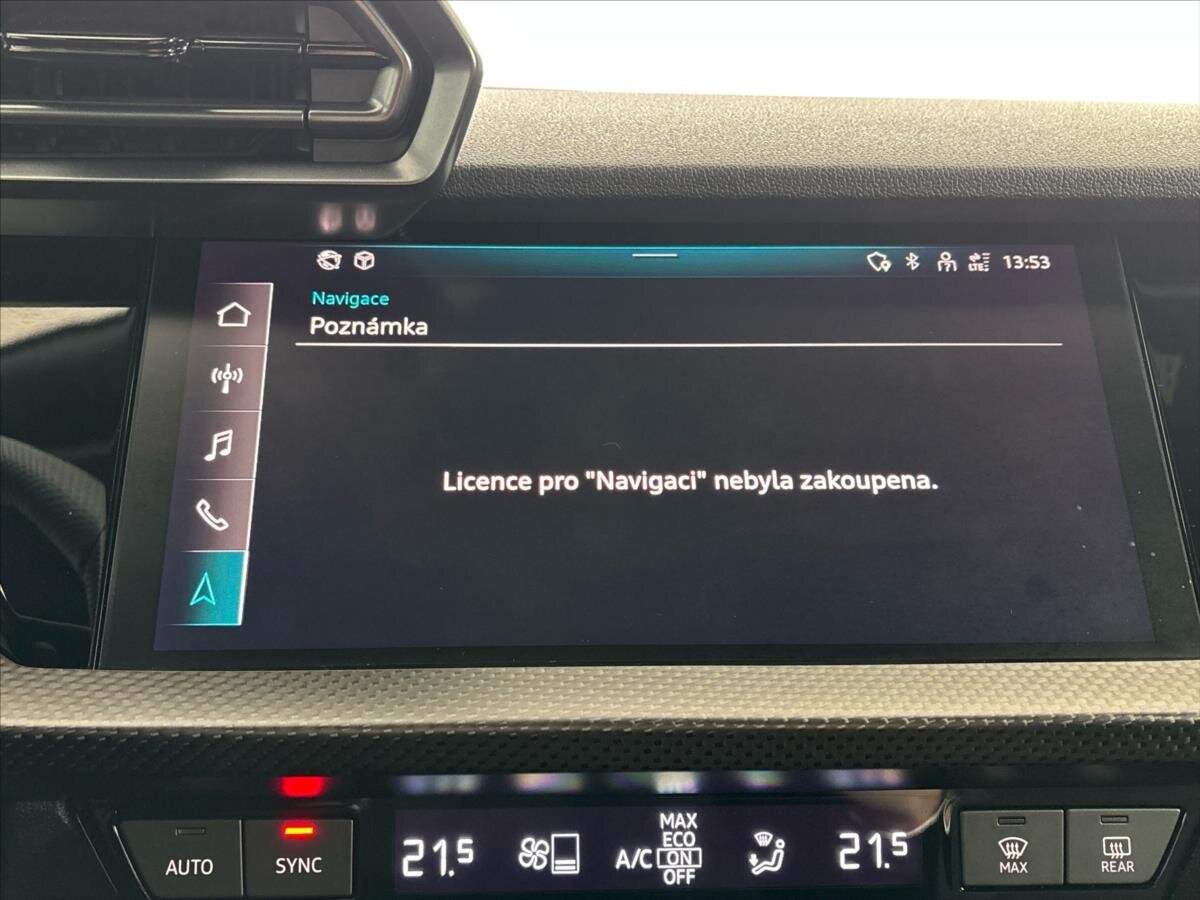 LTE 13:53
Navigace
Poznámka
Licence pro "Navigaci" nebyla zakoupena.
AUTO
SYNC
21.5
A/C
MAX
ECO
ON
OFF
21.5
MAX
REAR